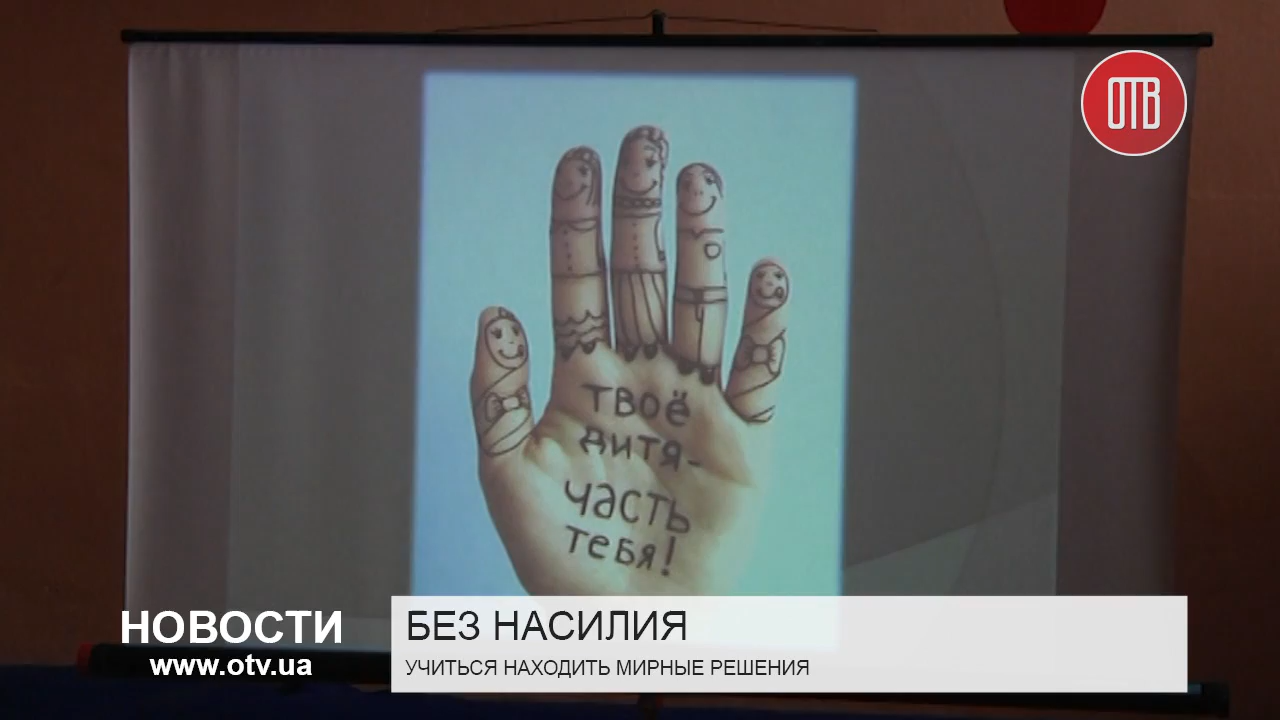 ОТВ
ТВОЁ
ДИТЯ-
ЧАСТЬ
ТЕБЯ!
НОВОСТИ
www.otv.ua
БЕЗ НАСИЛИЯ
УЧИТЬСЯ НАХОДИТЬ МИРНЫЕ РЕШЕНИЯ